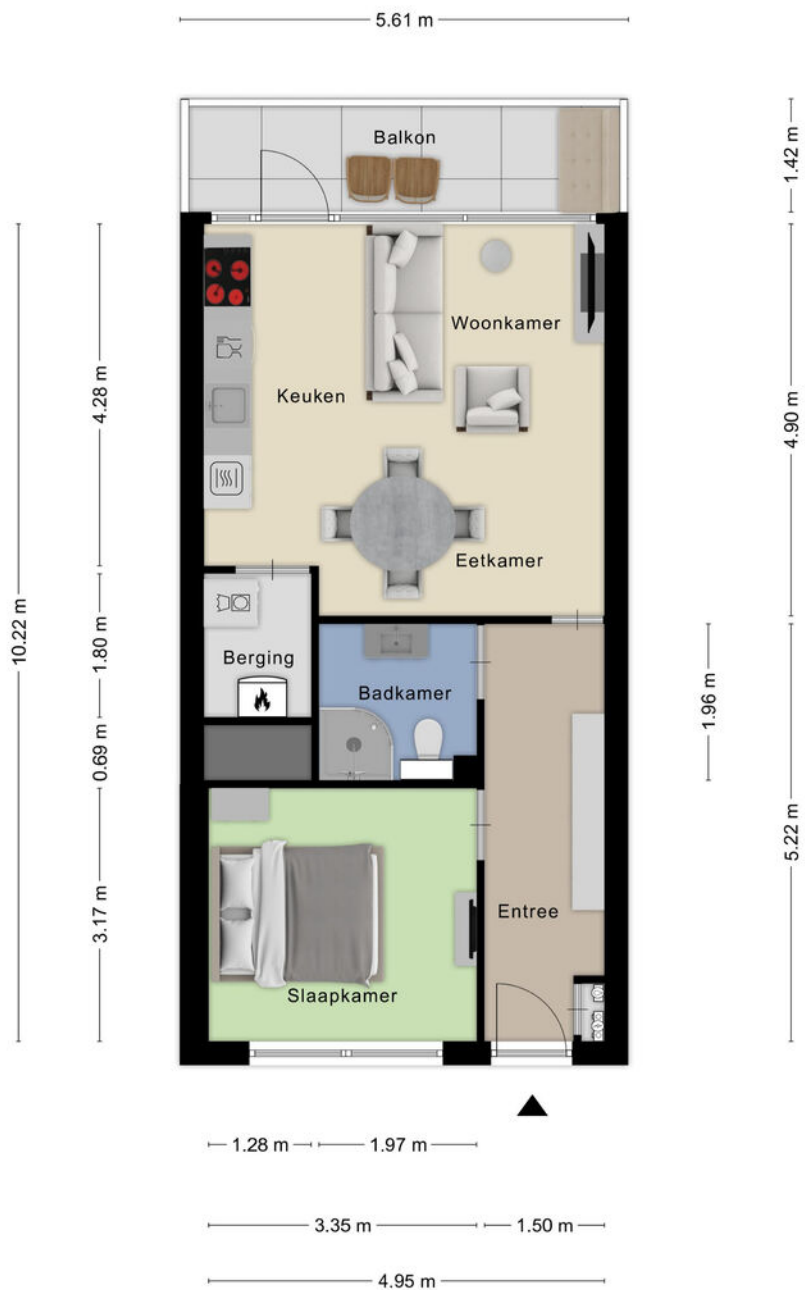 5.61 m
Balkon
1.42 m
Woonkamer
Keuken
4.28 m
4.90 m
Eetkamer
10.22 m
1.80 m
Berging
Badkamer
1.96 m
0.69 m
5.22 m
3.17 m
Entree
Slaapkamer
1.28 m
1.97 m
3.35 m
1.50 m
4.95 m